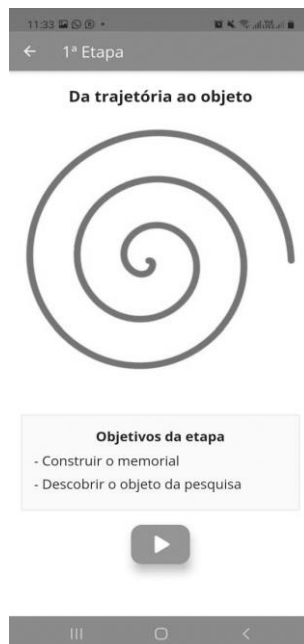 11:33
1ª Etapa
Da trajetória ao objeto
Objetivos da etapa
- Construir o memorial
- Descobrir o objeto da pesquisa